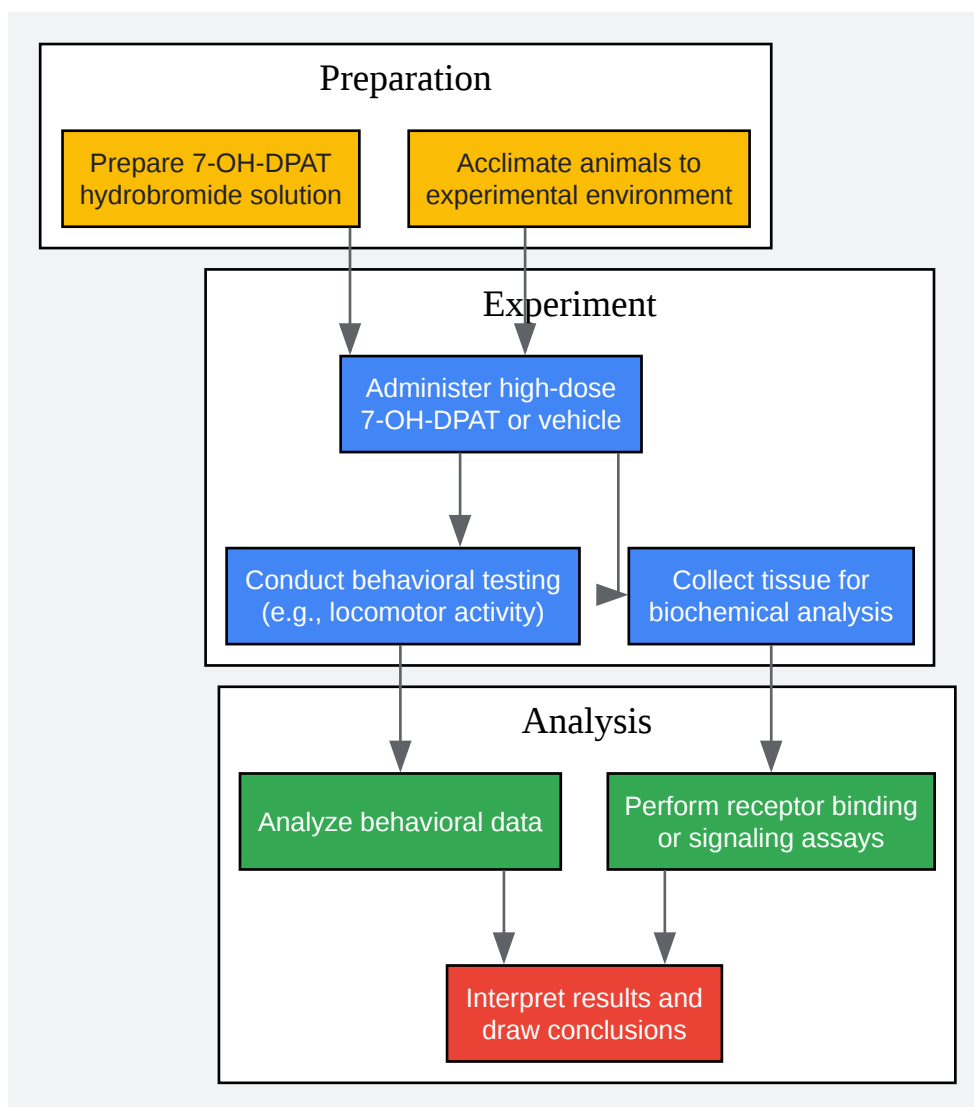 Preparation
Prepare 7-OH-DPAT
hydrobromide solution
Acclimate animals to
experimental environment
Experiment
Administer high-dose
7-OH-DPAT or vehicle
Conduct behavioral testing
(e.g., locomotor activity)
Collect tissue for
biochemical analysis
Analysis
Analyze behavioral data
Perform receptor binding
or signaling assays
Interpret results and
draw conclusions